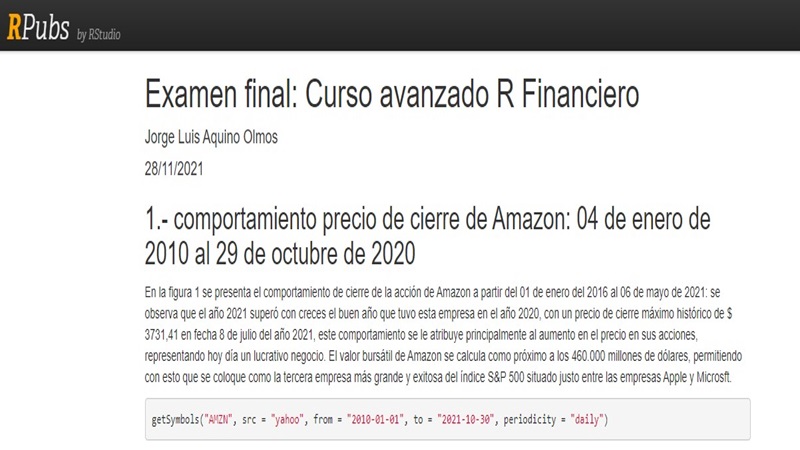 RPubs by RStudio
Examen final: Curso avanzado R Financiero
Jorge Luis Aquino Olmos
28/11/2021
1.- comportamiento precio de cierre de Amazon: 04 de enero de
2010 al 29 de octubre de 2020
En la figura 1 se presenta el comportamiento de cierre de la acción de Amazon a partir del 01 de enero del 2016 al 06 de mayo de 2021: se
observa que el año 2021 superó con creces el buen año que tuvo esta empresa en el año 2020, con un precio de cierre máximo histórico de $
3731,41 en fecha 8 de julio del año 2021, este comportamiento se le atribuye principalmente al aumento en el precio en sus acciones,
representando hoy día un lucrativo negocio. El valor bursátil de Amazon se calcula como próximo a los 460.000 millones de dólares, permitiendo
con esto que se coloque como la tercera empresa más grande y exitosa del índice S&P 500 situado justo entre las empresas Apple y Microsft.
getSymbols("AMZN", src = "yahoo", from = "2010-01-01", to = "2021-10-30", periodicity = "daily")